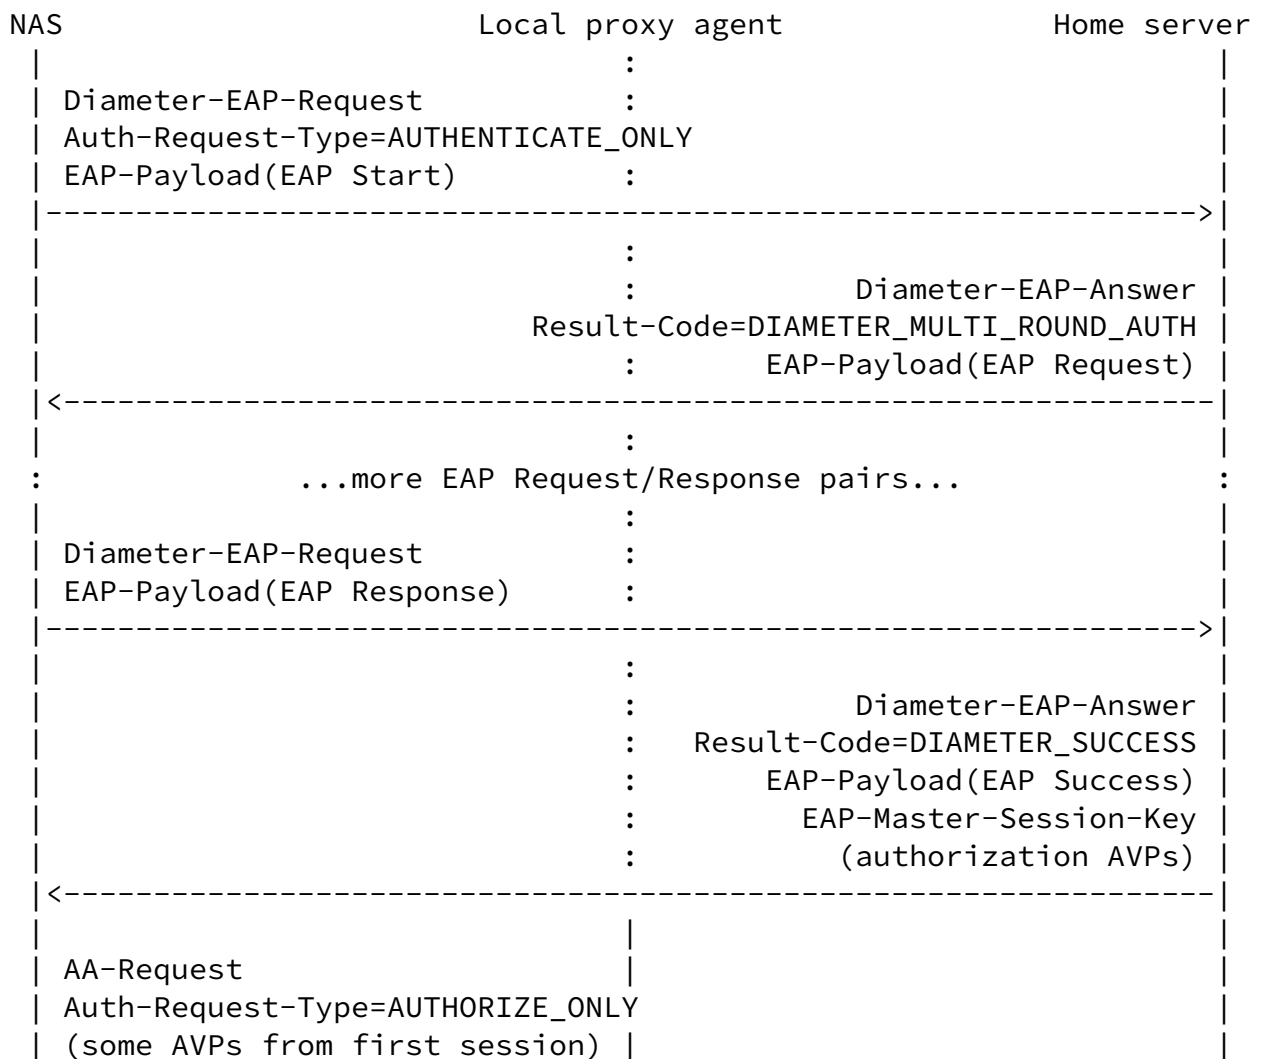 NAS Local proxy agent Home server
Diameter-EAP-Request
Auth-Request-Type=AUTHENTICATE_ONLY
EAP-Payload(EAP Start)
Diameter-EAP-Answer
Result-Code=DIAMETER_MULTI_ROUND_AUTH
EAP-Payload(EAP Request)
...more EAP Request/Response pairs...
Diameter-EAP-Request
EAP-Payload(EAP Response)
Diameter-EAP-Answer
Result-Code=DIAMETER_SUCCESS
EAP-Payload(EAP Success)
EAP-Master-Session-Key
(authorization AVPs)
AA-Request
Auth-Request-Type=AUTHORIZE_ONLY
(some AVPs from first session)